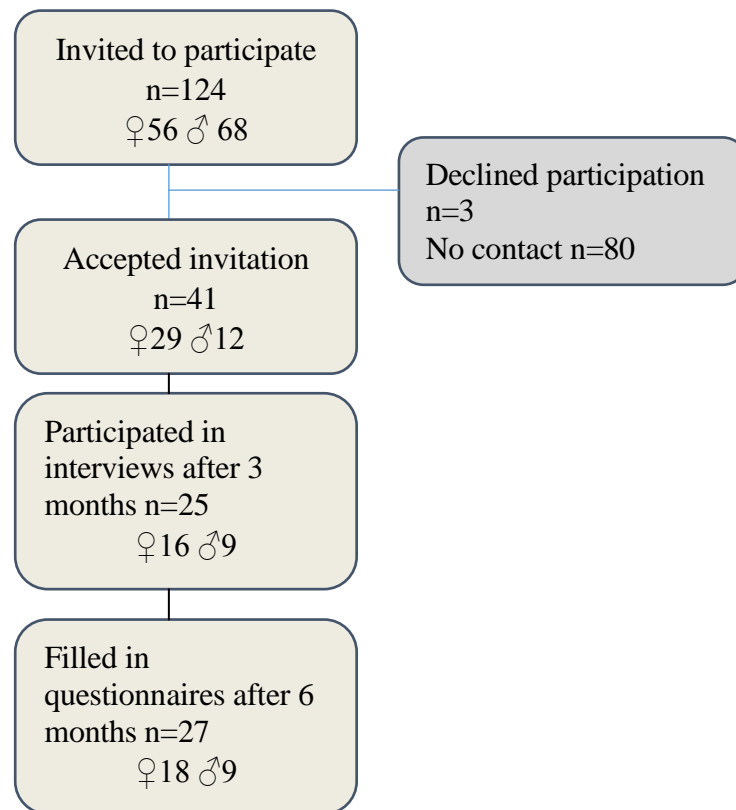 Invited to participate
n=124
♀56 ♂ 68
Declined participation
n=3
No contact n=80
Accepted invitation
n=41
♀29 ♂12
Participated in
interviews after 3
months n=25
♀16 ♂9
Filled in
questionnaires after 6
months n=27
♀18 ♂9